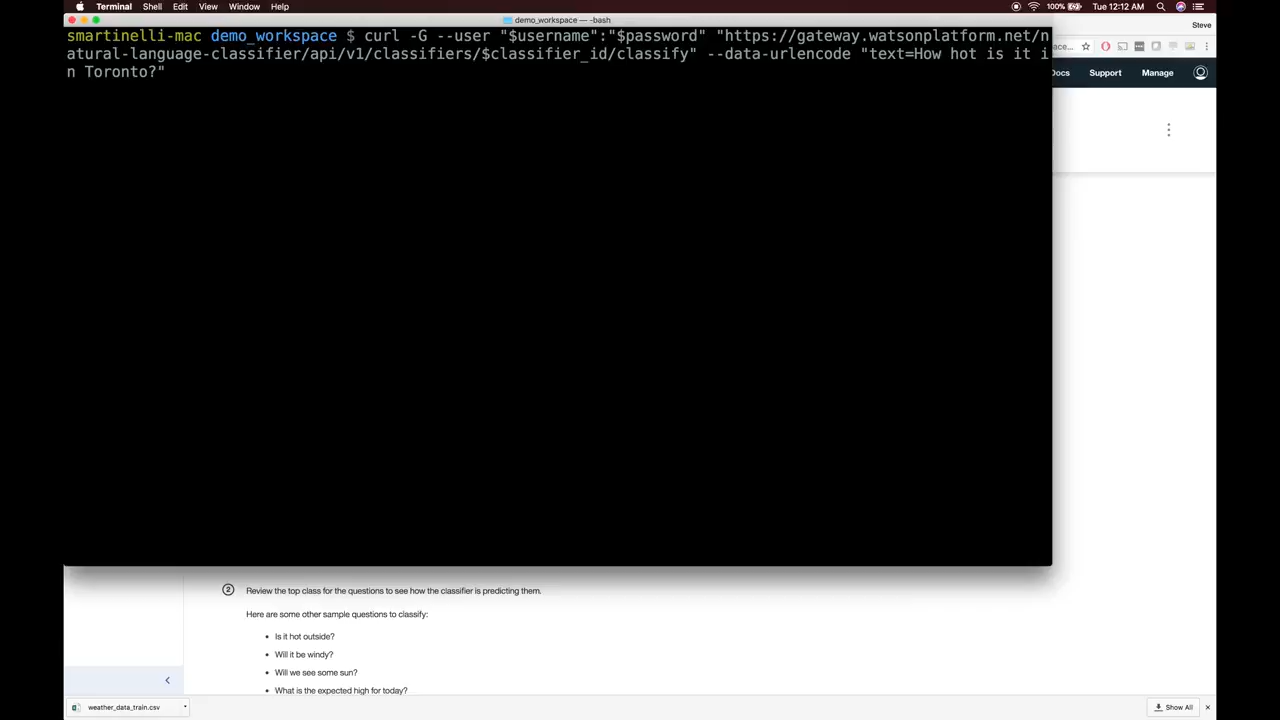 Terminal Shell Edit View Window Help 100% Tue 12:12 AM
demo_workspace — -bash
Steve
smartinelli-mac demo_workspace $ curl -G --user "$username":"$password" "https://gateway.watsonplatform.net/n
atural-language-classifier/api/v1/classifiers/$classifier_id/classify" --data-urlencode "text=How hot is it i
n Toronto?"
ace...
Docs Support Manage
2 Review the top class for the questions to see how the classifier is predicting them.
Here are some other sample questions to classify:
• Is it hot outside?
• Will it be windy?
• Will we see some sun?
• What is the expected high for today?
weather_data_train.csv
Show All